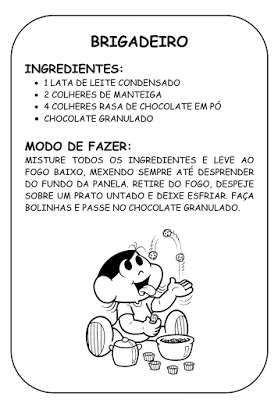 BRIGADEIRO
INGREDIENTES:
• 1 LATA DE LEITE CONDENSADO
• 2 COLHERES DE MANTEIGA
• 4 COLHERES RASA DE CHOCOLATE EM PÓ
• CHOCOLATE GRANULADO
MODO DE FAZER:
MISTURE TODOS OS INGREDIENTES E LEVE AO
FOGO BAIXO, MEXENDO SEMPRE ATÉ DESPRENDER
DO FUNDO DA PANELA. RETIRE DO FOGO, DESPEJE
SOBRE UM PRATO UNTADO E DEIXE ESFRIAR. FAÇA
BOLINHAS E PASSE NO CHOCOLATE GRANULADO.